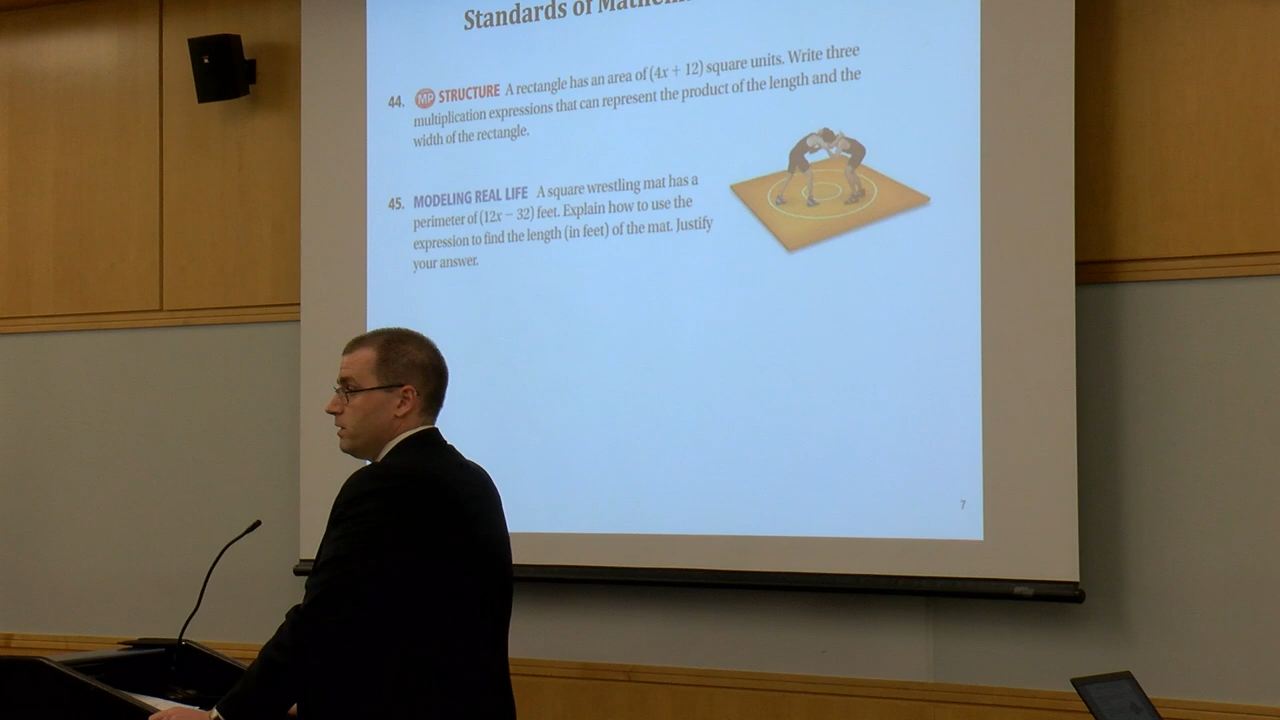 Standards of
44. MP STRUCTURE A rectangle has an area of (4x + 12) square units. Write three
multiplication expressions that can represent the product of the length and the
width of the rectangle.
45. MODELING REAL LIFE A square wrestling mat has a
perimeter of (12x − 32) feet. Explain how to use the
expression to find the length (in feet) of the mat. Justify
your answer.
7